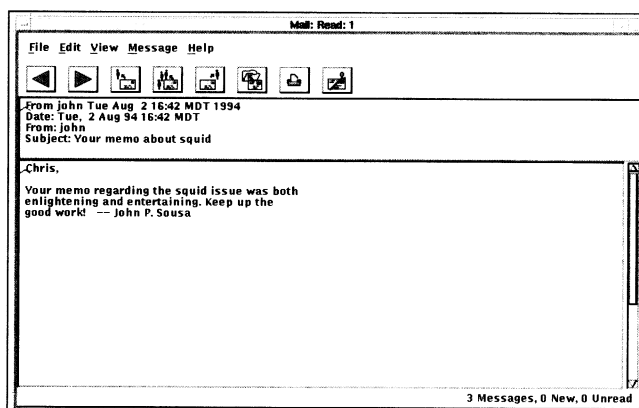 Mail: Read: 1
File Edit View Message Help
From john Tue Aug 2 16:42 MDT 1994
Date: Tue, 2 Aug 94 16:42 MDT
From: john
Subject: Your memo about squid
Chris,
Your memo regarding the squid issue was both
enlightening and entertaining. Keep up the
good work! -- John P. Sousa
3 Messages, 0 New, 0 Unread